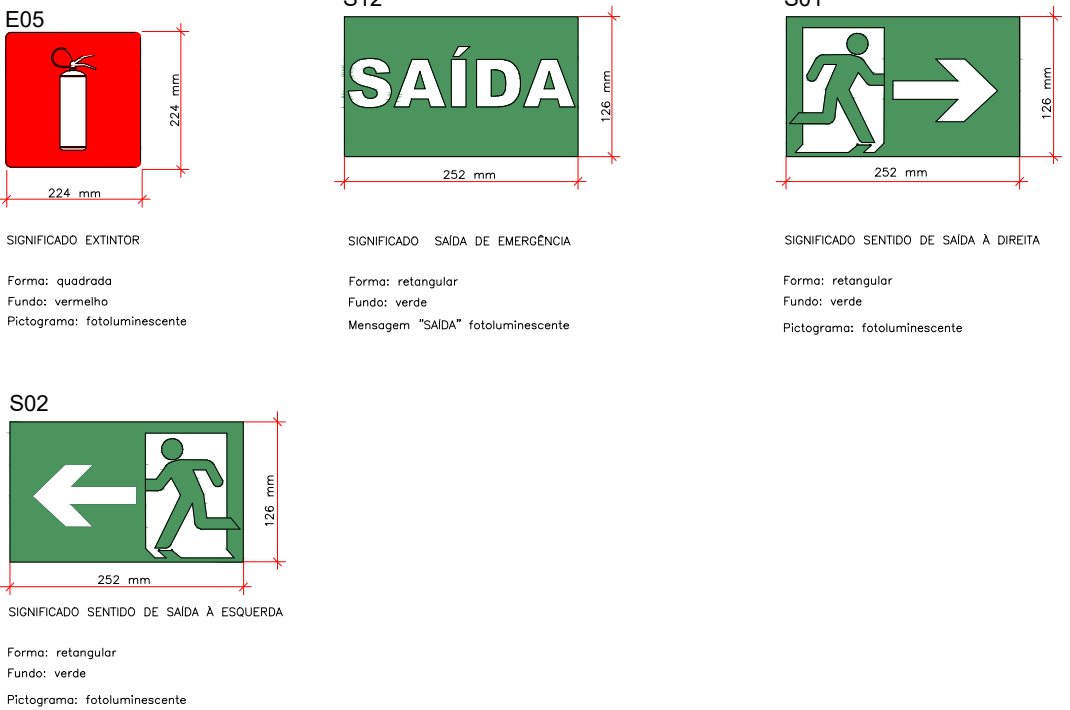 E05
224 mm
224 mm
SIGNIFICADO EXTINTOR
Forma: quadrada
Fundo: vermelho
Pictograma: fotoluminescente
S12
SAÍDA
126 mm
252 mm
SIGNIFICADO SAÍDA DE EMERGÊNCIA
Forma: retangular
Fundo: verde
Mensagem "SAÍDA" fotoluminescente
S01
126 mm
252 mm
SIGNIFICADO SENTIDO DE SAÍDA À DIREITA
Forma: retangular
Fundo: verde
Pictograma: fotoluminescente
S02
126 mm
252 mm
SIGNIFICADO SENTIDO DE SAÍDA À ESQUERDA
Forma: retangular
Fundo: verde
Pictograma: fotoluminescente